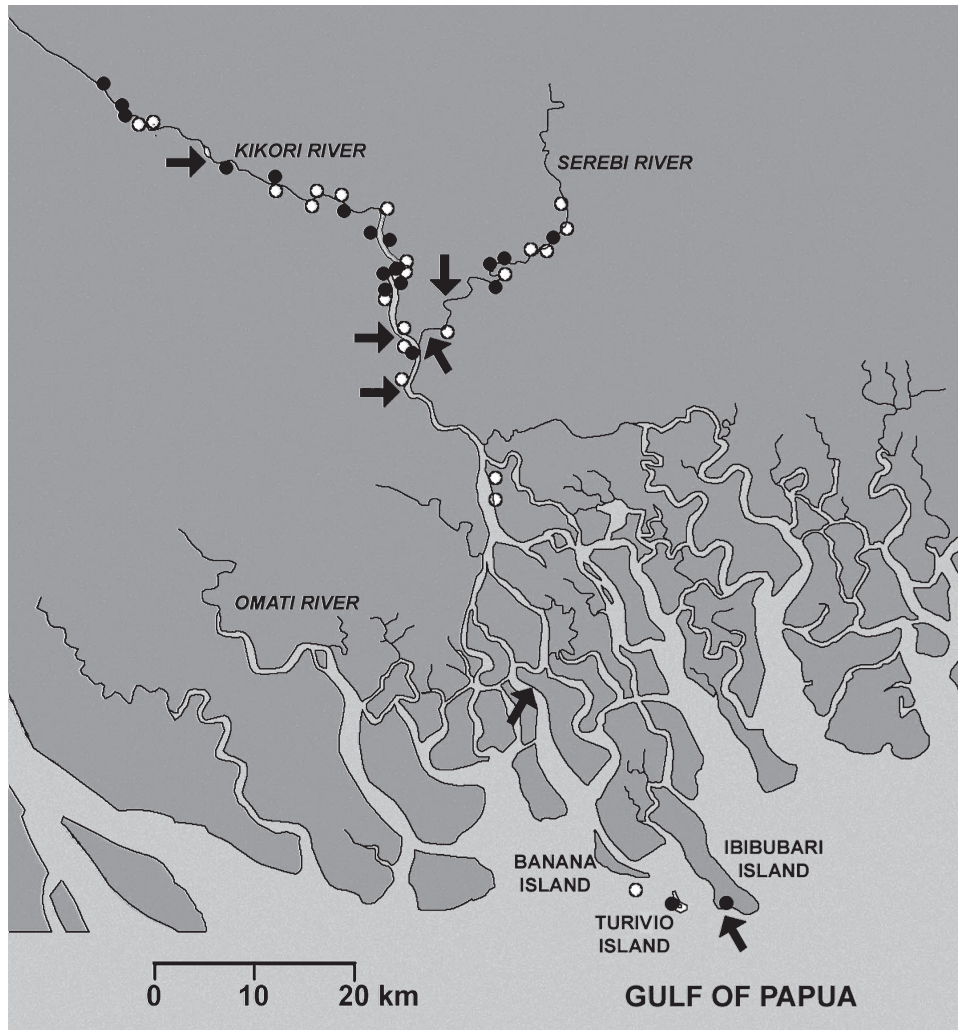 KIKORI RIVER
SEREBI RIVER
OMATI RIVER
BANANA
ISLAND
IBIBUBARI
ISLAND
TURIVIO
ISLAND
0 10 20 km
GULF OF PAPUA